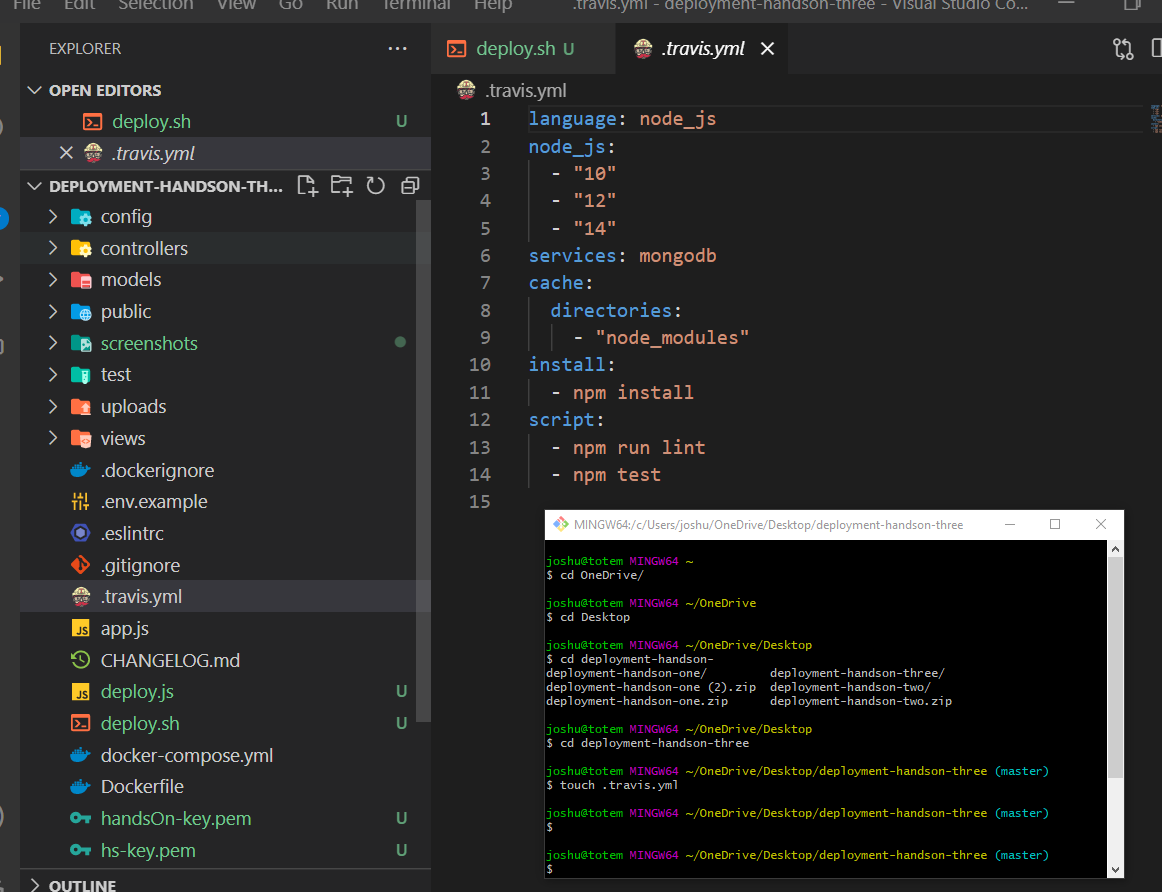 File Edit Selection View Go Run Terminal Help .travis.yml - deployment-handson-three - Visual Studio Co...
EXPLORER ...
OPEN EDITORS
deploy.sh U
.travis.yml
DEPLOYMENT-HANDSON-TH...
config
controllers
models
public
screenshots
test
uploads
views
.dockerignore
.env.example
.eslintrc
.gitignore
.travis.yml
JS app.js
CHANGELOG.md
JS deploy.js U
deploy.sh U
docker-compose.yml
Dockerfile
handsOn-key.pem U
hs-key.pem U
OUTLINE
deploy.sh U .travis.yml
.travis.yml
1 language: node_js
2 node_js:
3 - "10"
4 - "12"
5 - "14"
6 services: mongodb
7 cache:
8 directories:
9 - "node_modules"
10 install:
11 - npm install
12 script:
13 - npm run lint
14 - npm test
15
MINGW64:/c/Users/joshu/OneDrive/Desktop/deployment-handson-three
joshu@totem MINGW64 ~
$ cd OneDrive/
joshu@totem MINGW64 ~/OneDrive
$ cd Desktop
joshu@totem MINGW64 ~/OneDrive/Desktop
$ cd deployment-handson-
deployment-handson-one/ deployment-handson-three/
deployment-handson-one (2).zip deployment-handson-two/
deployment-handson-one.zip deployment-handson-two.zip
joshu@totem MINGW64 ~/OneDrive/Desktop
$ cd deployment-handson-three
joshu@totem MINGW64 ~/OneDrive/Desktop/deployment-handson-three (master)
$ touch .travis.yml
joshu@totem MINGW64 ~/OneDrive/Desktop/deployment-handson-three (master)
$
joshu@totem MINGW64 ~/OneDrive/Desktop/deployment-handson-three (master)
$